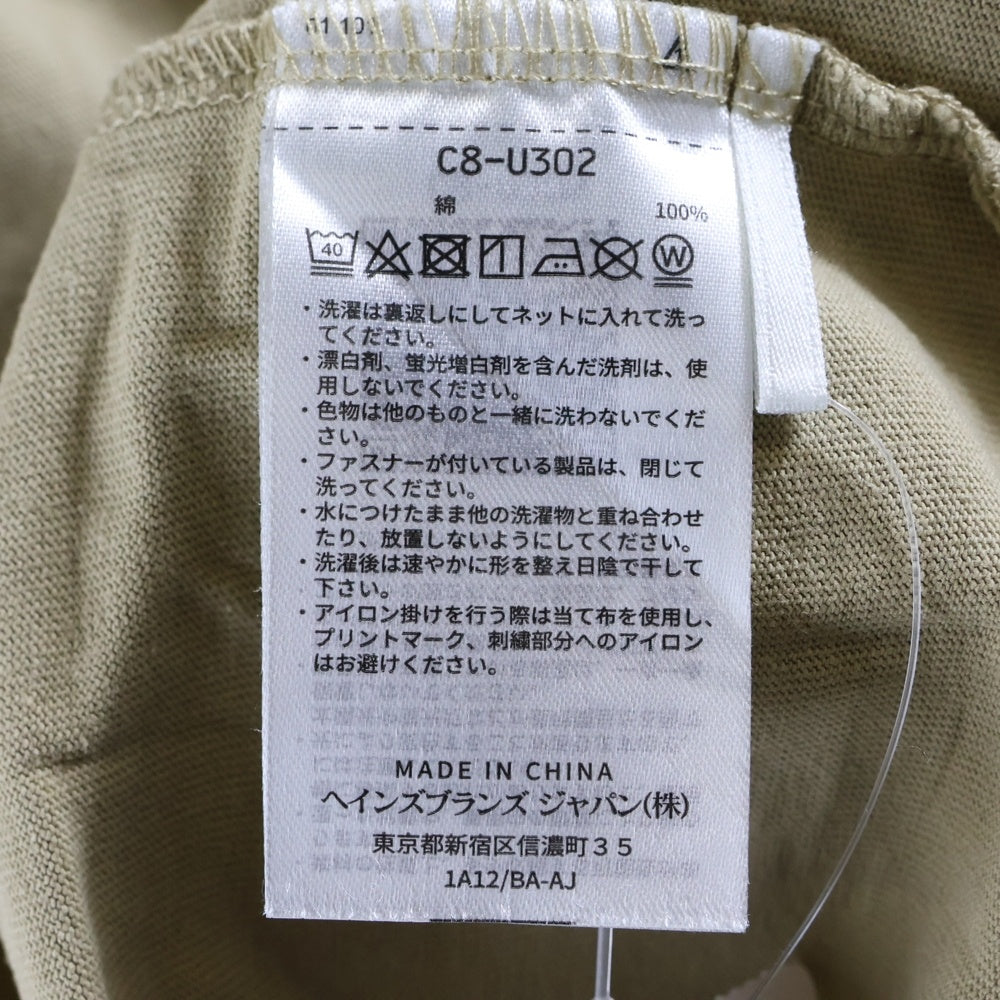 C8-U302
綿 100%
40
W
・洗濯は裏返しにしてネットに入れて洗っ
てください。
・漂白剤、蛍光増白剤を含んだ洗剤は、使
用しないでください。
・色物は他のものと一緒に洗わないでくだ
さい。
・ファスナーが付いている製品は、閉じて
洗ってください。
・水につけたまま他の洗濯物と重ね合わせ
たり、放置しないようにしてください。
・洗濯後は速やかに形を整え日陰で干して
下さい。
・アイロン掛けを行う際は当て布を使用し、
プリントマーク、刺繍部分へのアイロン
はお避けください。
MADE IN CHINA
ヘインズブランズ ジャパン(株)
東京都新宿区信濃町３５
1A12/BA-AJ